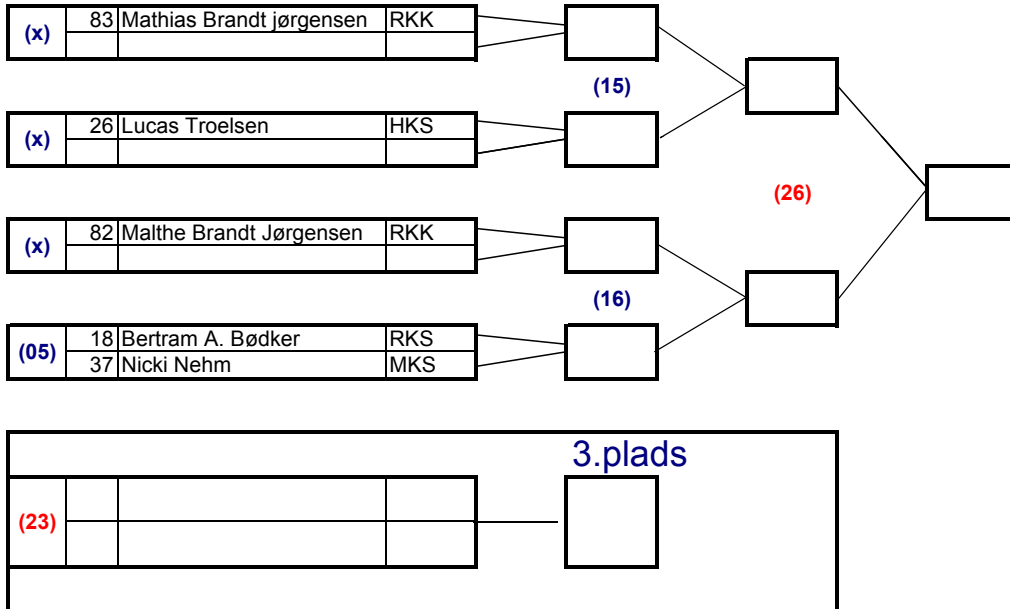 (x) 83 Mathias Brandt jørgensen RKK
(15)
(x) 26 Lucas Troelsen HKS
(26)
(x) 82 Malthe Brandt Jørgensen RKK
(16)
(05) 18 Bertram A. Bødker RKS
37 Nicki Nehm MKS
3.plads
(23)